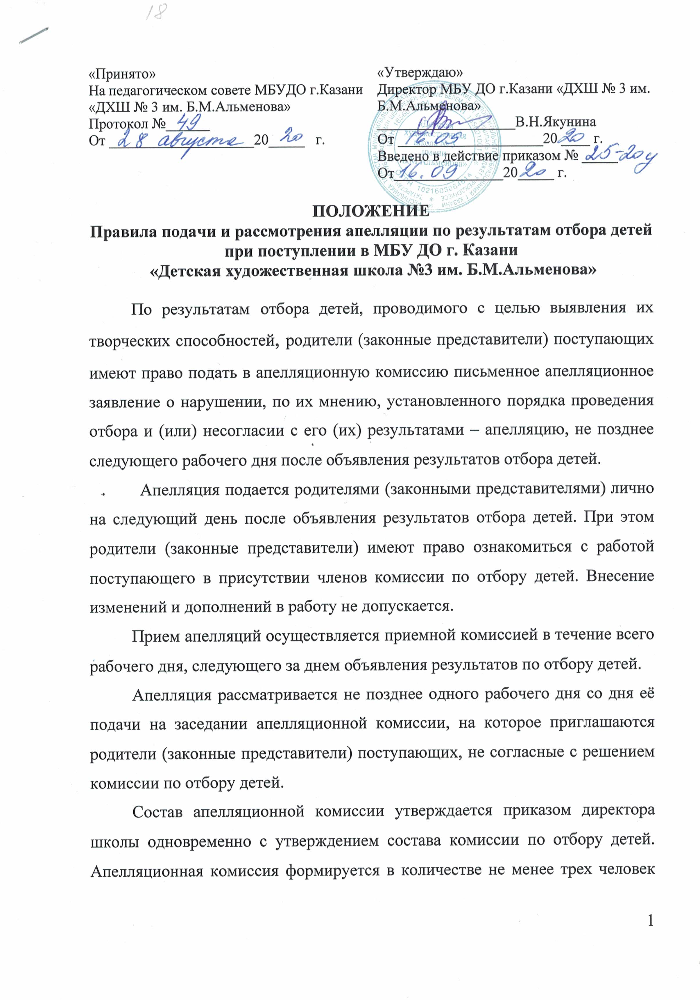 18
«Принято»
На педагогическом совете МБУДО г.Казани
«ДХШ № 3 им. Б.М.Альменова»
Протокол № 49
От 28 августа 2020 г.
«Утверждаю»
Директор МБУ ДО г.Казани «ДХШ № 3 им.
Б.М.Альменова»
В.Н.Якунина
От 16.09 2020 г.
Введено в действие приказом № 25-20у
От 16.09 2020 г.
«Детская
художественная
школа № 3
имени
Б.М.Альменова»
ОГРН 1021603064614
ПОЛОЖЕНИЕ
Правила подачи и рассмотрения апелляции по результатам отбора детей
при поступлении в МБУ ДО г. Казани
«Детская художественная школа №3 им. Б.М.Альменова»
По результатам отбора детей, проводимого с целью выявления их
творческих способностей, родители (законные представители) поступающих
имеют право подать в апелляционную комиссию письменное апелляционное
заявление о нарушении, по их мнению, установленного порядка проведения
отбора и (или) несогласии с его (их) результатами – апелляцию, не позднее
следующего рабочего дня после объявления результатов отбора детей.
Апелляция подается родителями (законными представителями) лично
на следующий день после объявления результатов отбора детей. При этом
родители (законные представители) имеют право ознакомиться с работой
поступающего в присутствии членов комиссии по отбору детей. Внесение
изменений и дополнений в работу не допускается.
Прием апелляций осуществляется приемной комиссией в течение всего
рабочего дня, следующего за днем объявления результатов по отбору детей.
Апелляция рассматривается не позднее одного рабочего дня со дня её
подачи на заседании апелляционной комиссии, на которое приглашаются
родители (законные представители) поступающих, не согласные с решением
комиссии по отбору детей.
Состав апелляционной комиссии утверждается приказом директора
школы одновременно с утверждением состава комиссии по отбору детей.
Апелляционная комиссия формируется в количестве не менее трех человек
1